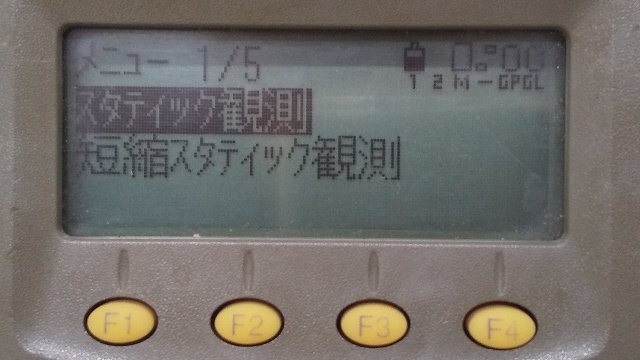 メニュー 1/5 0:00
1 2 M-GPGL
スタティック観測
短縮スタティック観測
F1 F2 F3 F4